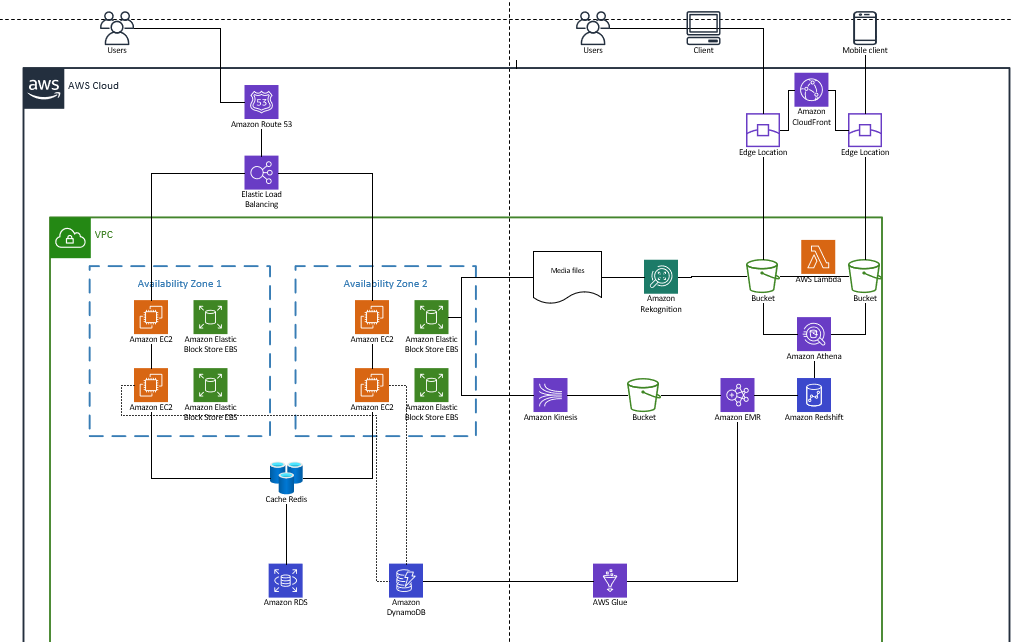 Users
Users
Client
Mobile client
aws
AWS Cloud
53
Amazon Route 53
Amazon
CloudFront
Edge Location
Edge Location
Elastic Load
Balancing
VPC
Availability Zone 1
Availability Zone 2
Media files
Amazon
Rekognition
Bucket
AWS Lambda
Bucket
Amazon EC2
Amazon Elastic
Block Store EBS
Amazon EC2
Amazon Elastic
Block Store EBS
Amazon Athena
Amazon EC2
Amazon Elastic
Block Store EBS
Amazon EC2
Amazon Elastic
Block Store EBS
Amazon Kinesis
Bucket
Amazon EMR
Amazon Redshift
Cache Redis
Amazon RDS
Amazon
DynamoDB
AWS Glue